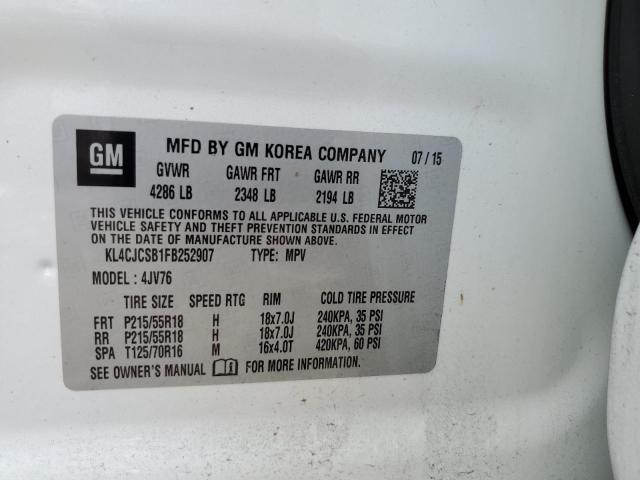 GM MFD BY GM KOREA COMPANY 07 / 15
GVWR GAWR FRT GAWR RR
4286 LB 2348 LB 2194 LB
THIS VEHICLE CONFORMS TO ALL APPLICABLE U.S. FEDERAL MOTOR
VEHICLE SAFETY AND THEFT PREVENTION STANDARDS IN EFFECT ON
THE DATE OF MANUFACTURE SHOWN ABOVE.
KL4CJCSB1FB252907 TYPE: MPV
MODEL : 4JV76
TIRE SIZE SPEED RTG RIM COLD TIRE PRESSURE
FRT P215/55R18 H 18x7.0J 240KPA, 35 PSI
RR P215/55R18 H 18x7.0J 240KPA, 35 PSI
SPA T125/70R16 M 16x4.0T 420KPA, 60 PSI
SEE OWNER'S MANUAL FOR MORE INFORMATION.